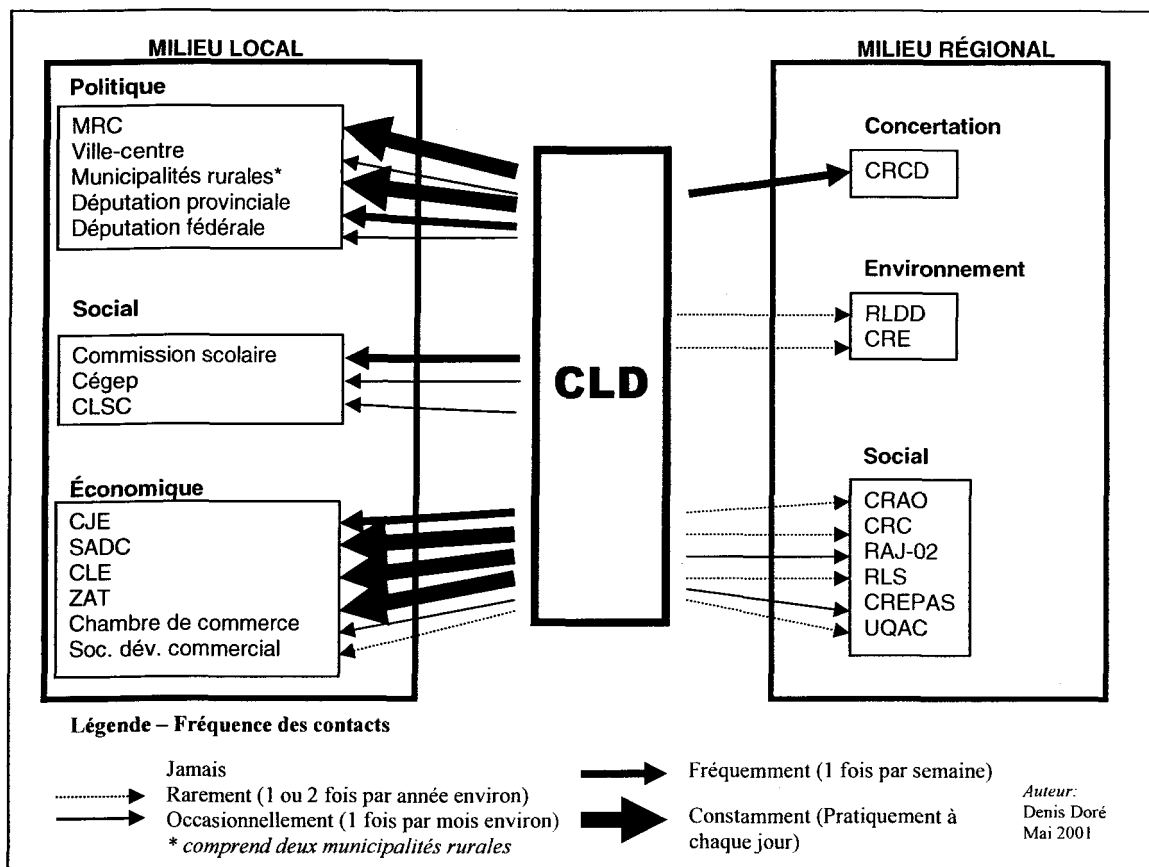 MILIEU LOCAL
Politique
MRC
Ville-centre
Municipalités rurales*
Députation provinciale
Députation fédérale
Social
Commission scolaire
Cégep
CLSC
Économique
CJE
SADC
CLE
ZAT
Chambre de commerce
Soc. dév. commercial
CLD
MILIEU RÉGIONAL
Concertation
CRCD
Environnement
RLDD
CRE
Social
CRAO
CRC
RAJ-02
RLS
CREPAS
UQAC
Légende – Fréquence des contacts
Jamais
Rarement (1 ou 2 fois par année environ)
Occasionnellement (1 fois par mois environ)
* comprend deux municipalités rurales
Fréquemment (1 fois par semaine)
Constamment (Pratiquement à
chaque jour)
Auteur:
Denis Doré
Mai 2001